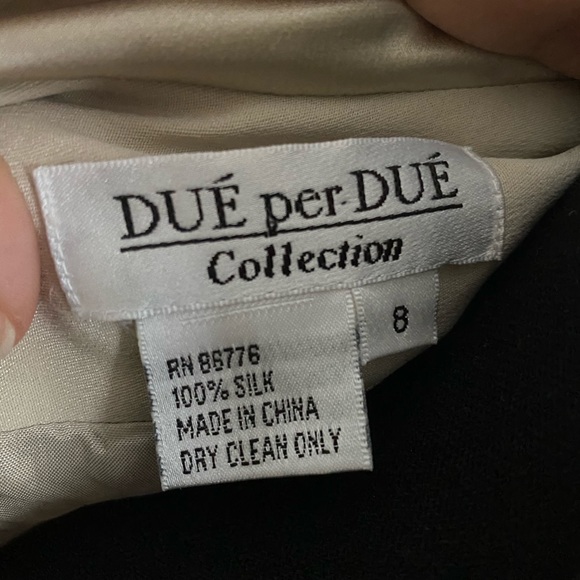 DUÉ per DUÉ
Collection
8
RN 86776
100% SILK
MADE IN CHINA
DRY CLEAN ONLY